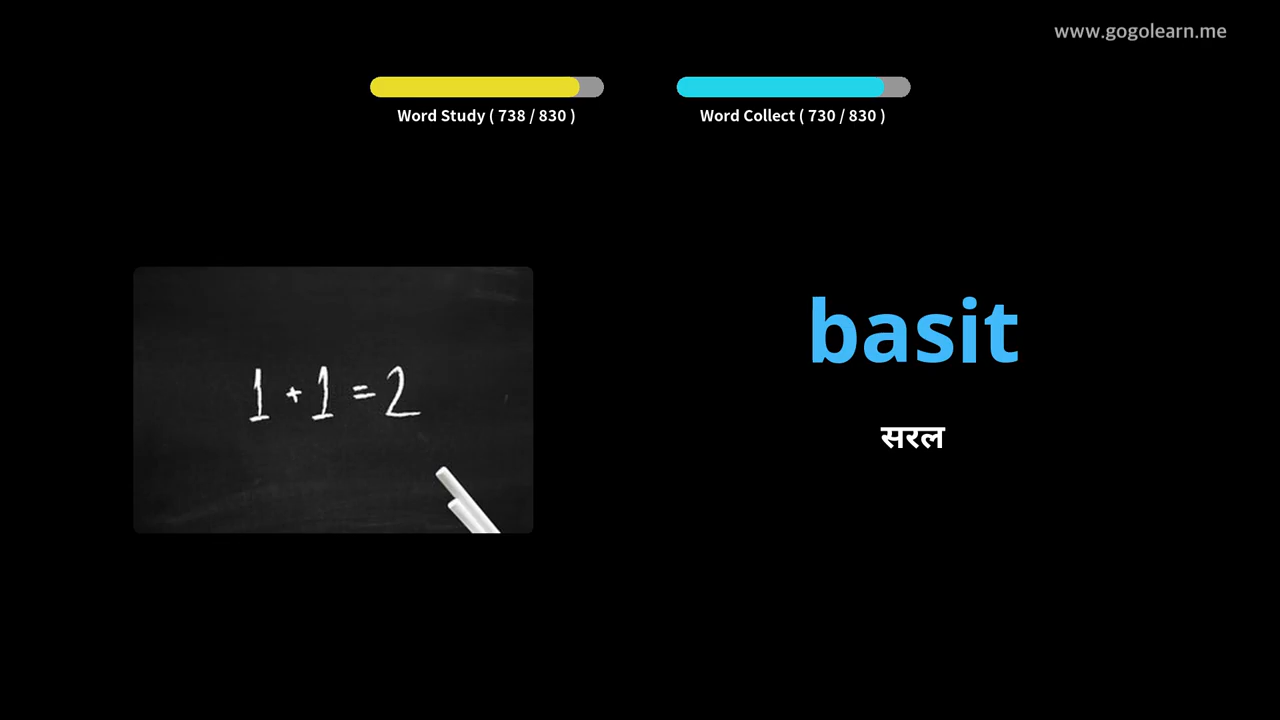 www.gogolearn.me
Word Study ( 738 / 830 )
Word Collect ( 730 / 830 )
1 + 1 = 2
basit
सरल